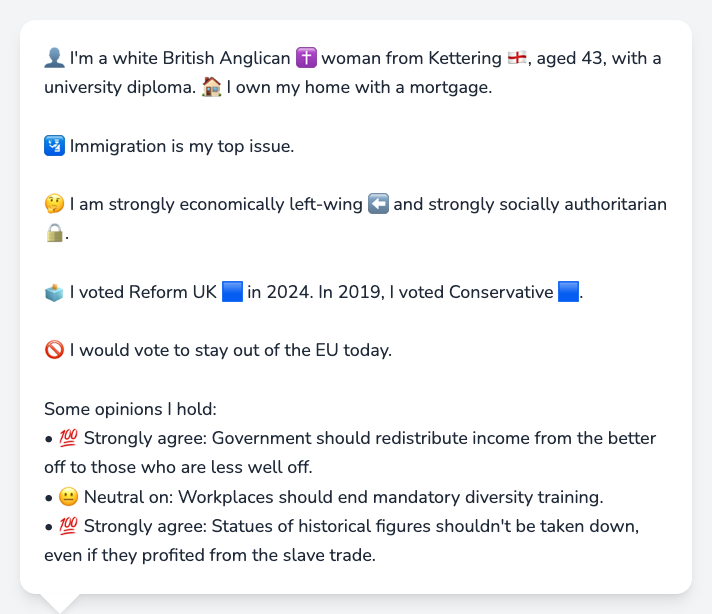 👤 I'm a white British Anglican ✝️ woman from Kettering 🏴󠁧󠁢󠁥󠁮󠁧󠁿, aged 43, with a
university diploma. 🏠 I own my home with a mortgage.
🛂 Immigration is my top issue.
🤔 I am strongly economically left-wing ⬅️ and strongly socially authoritarian
🔒.
🗳️ I voted Reform UK 🟦 in 2024. In 2019, I voted Conservative 🟦.
🚫 I would vote to stay out of the EU today.
Some opinions I hold:
• 💯 Strongly agree: Government should redistribute income from the better
off to those who are less well off.
• 😐 Neutral on: Workplaces should end mandatory diversity training.
• 💯 Strongly agree: Statues of historical figures shouldn't be taken down,
even if they profited from the slave trade.